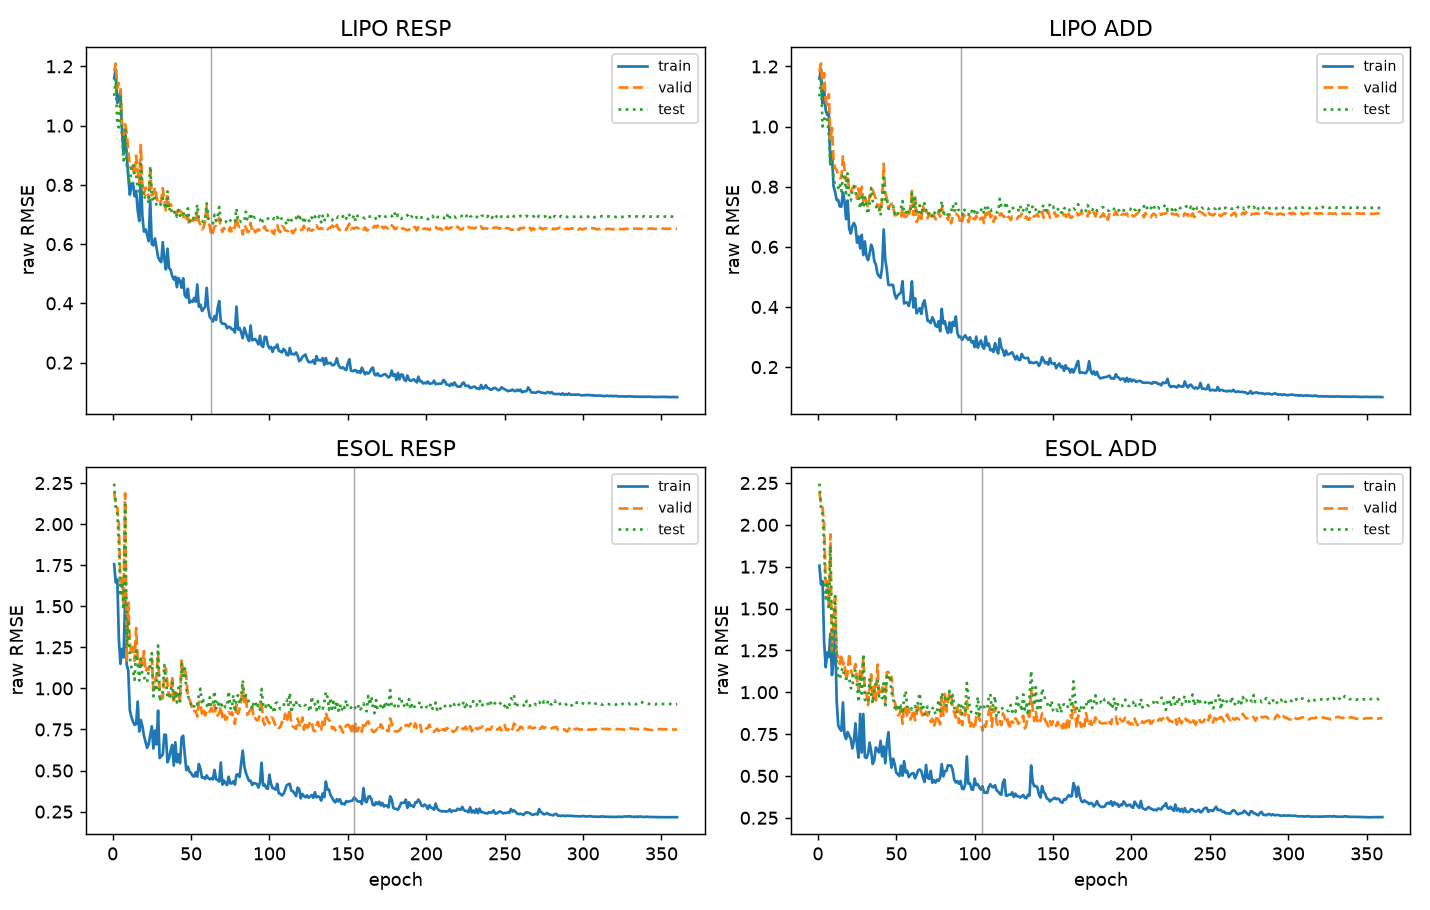 LIPO RESP
raw RMSE
1.2
1.0
0.8
0.6
0.4
0.2
train
valid
test
LIPO ADD
raw RMSE
1.2
1.0
0.8
0.6
0.4
0.2
train
valid
test
ESOL RESP
raw RMSE
2.25
2.00
1.75
1.50
1.25
1.00
0.75
0.50
0.25
train
valid
test
0 50 100 150 200 250 300 350
epoch
ESOL ADD
raw RMSE
2.25
2.00
1.75
1.50
1.25
1.00
0.75
0.50
0.25
train
valid
test
0 50 100 150 200 250 300 350
epoch